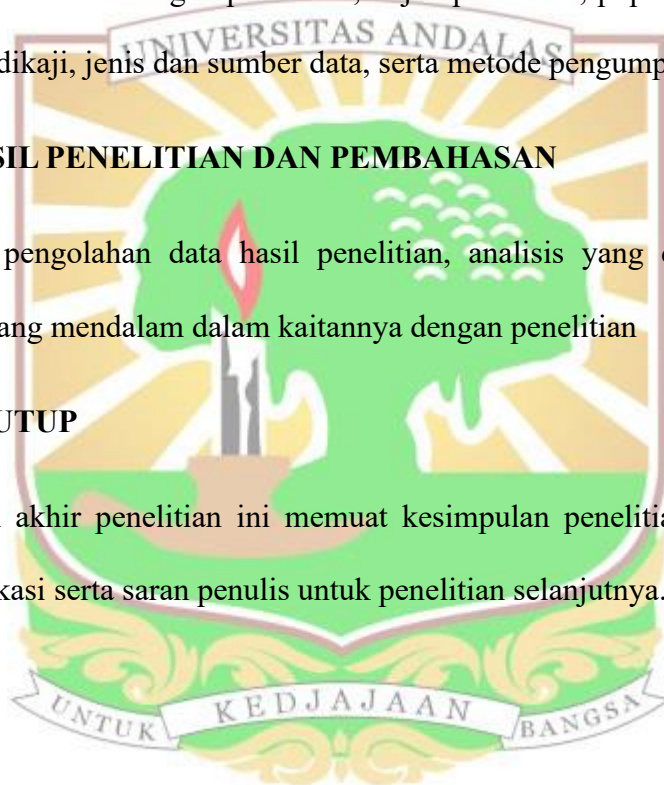 UNIVERSITAS ANDALAS
dikaji, jenis dan sumber data, serta metode
SIL PENELITIAN DAN PEMBAHASAN
pengolahan data hasil penelitian, analisis yang
ang mendalam dalam kaitannya dengan penelitian
UTUP
akhir penelitian ini memuat kesimpulan
kasi serta saran penulis untuk penelitian selanjutnya.
UNTUK KEDJAJAAN BANGSA